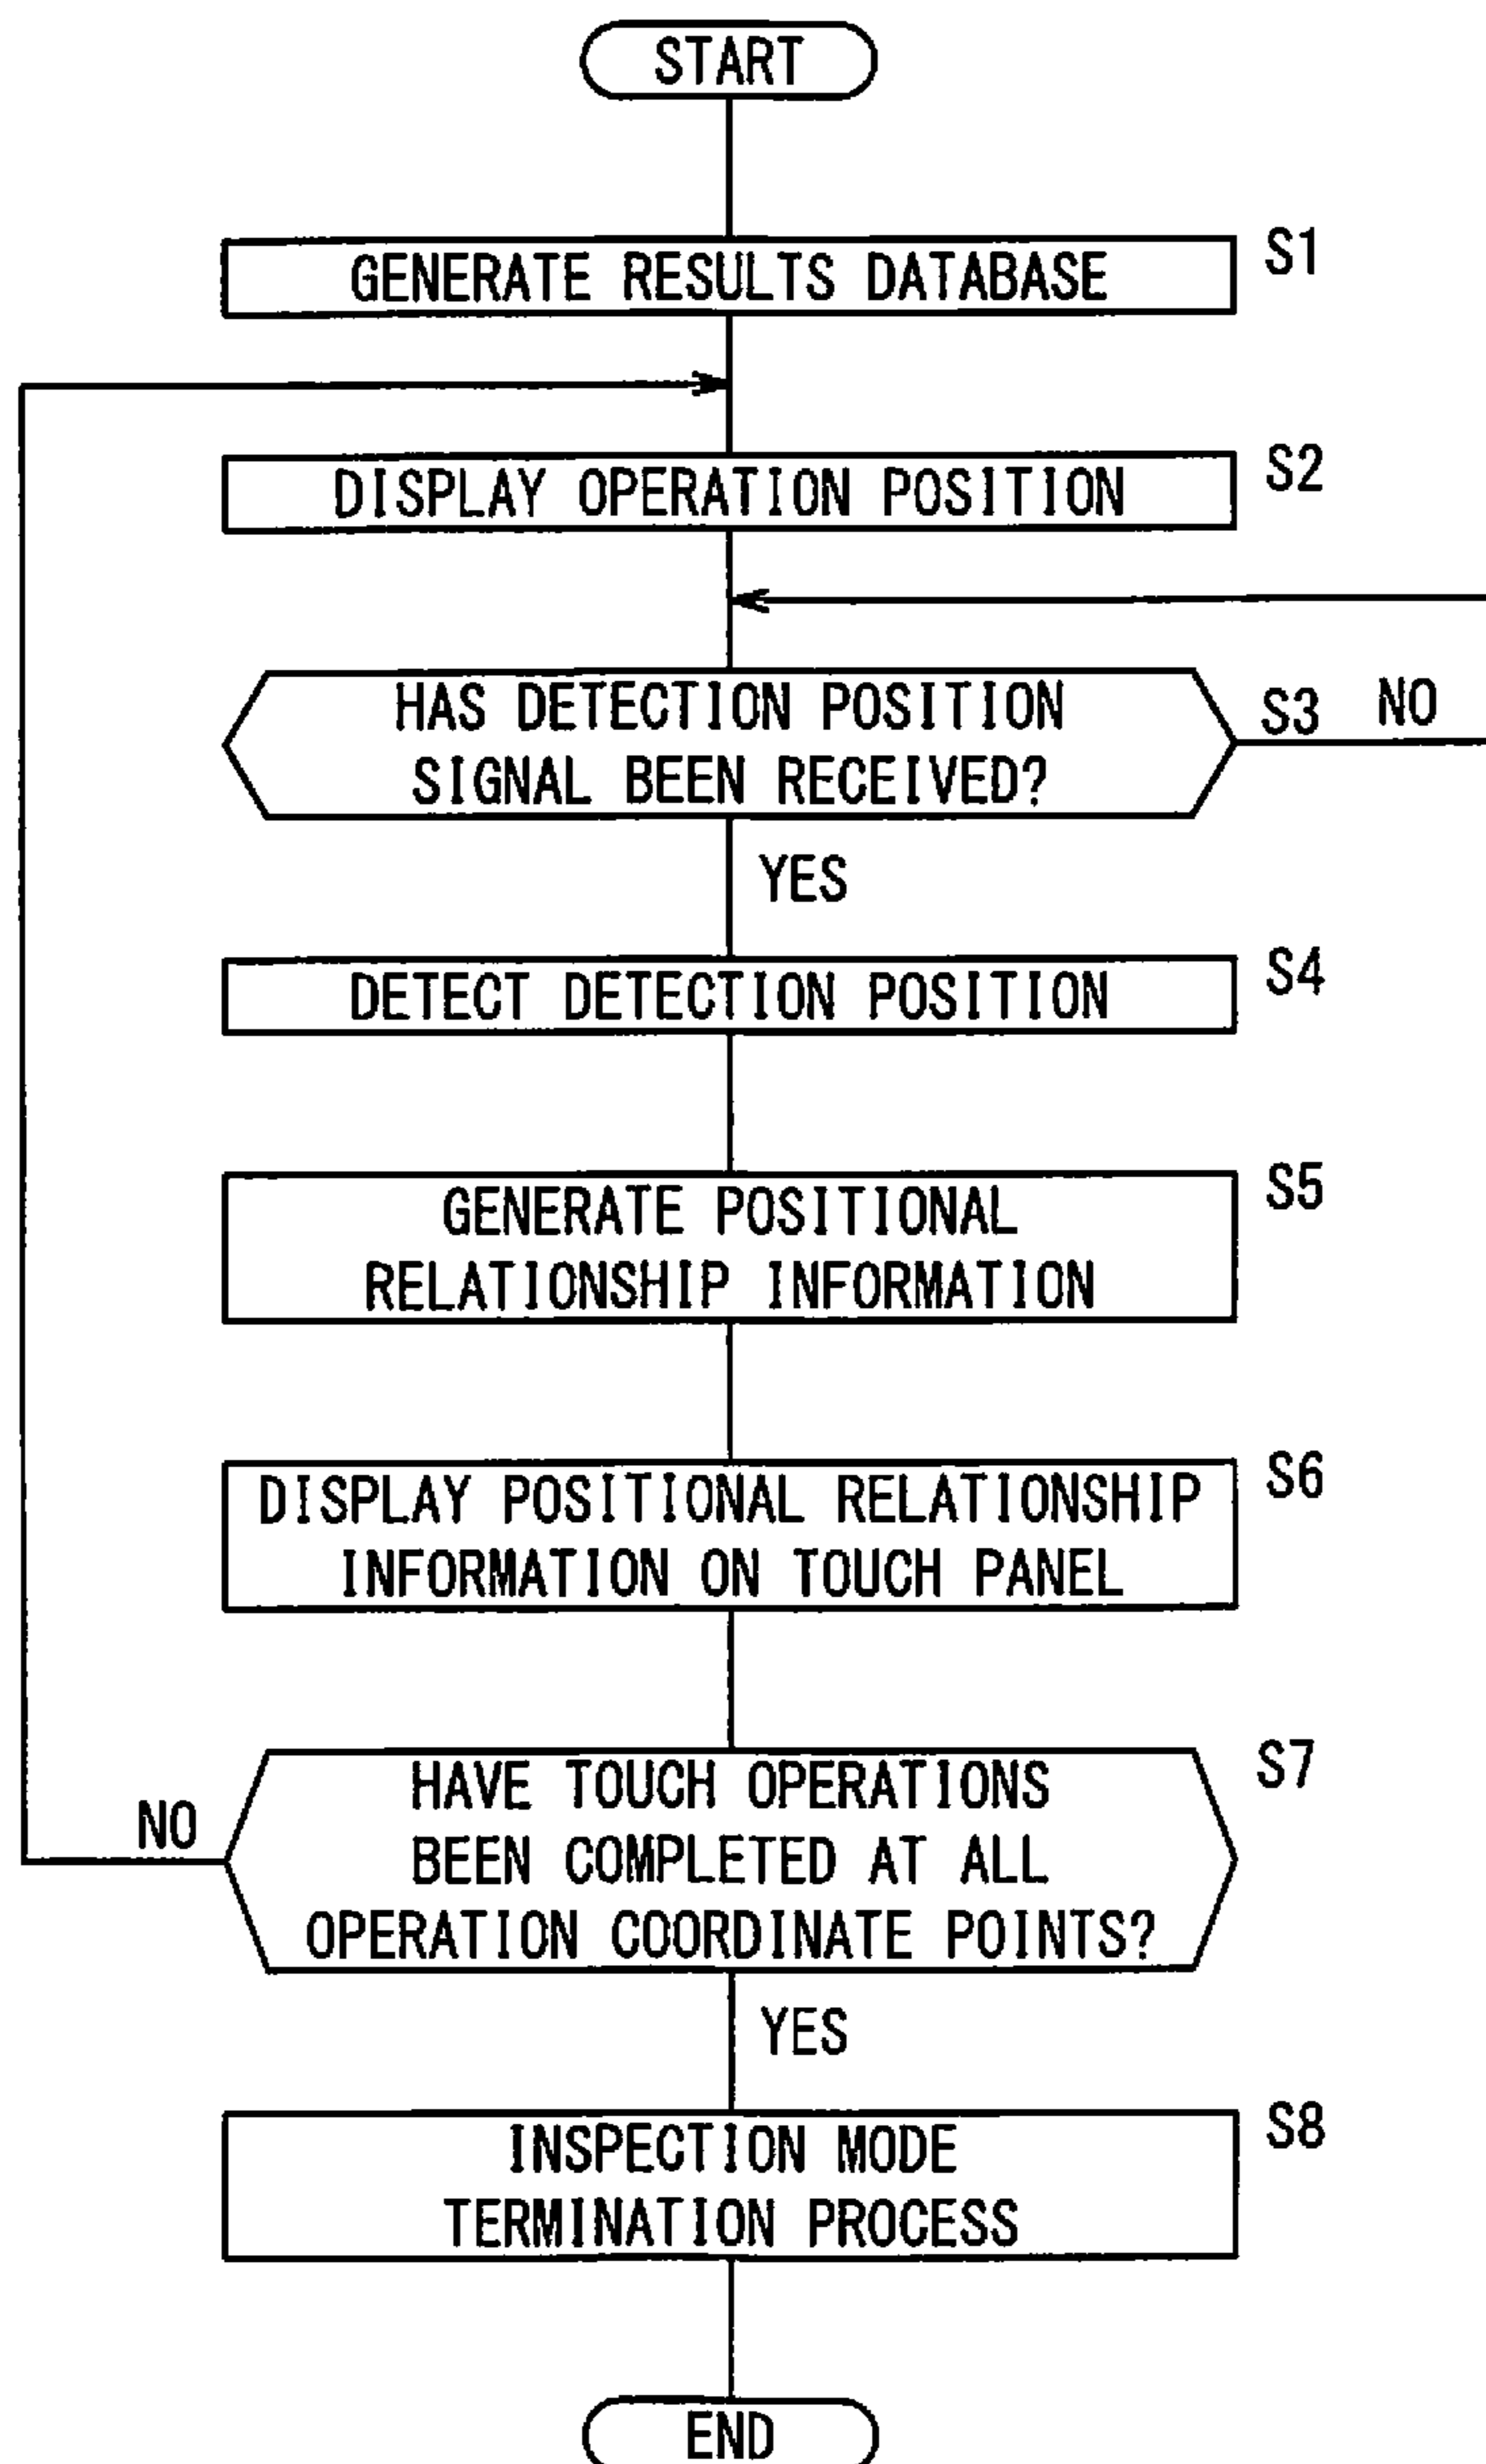 START
S1
GENERATE RESULTS DATABASE
S2
DISPLAY OPERATION POSITION
HAS DETECTION POSITION
SIGNAL BEEN RECEIVED?
S3
NO
YES
S4
DETECT DETECTION POSITION
S5
GENERATE POSITIONAL
RELATIONSHIP INFORMATION
S6
DISPLAY POSITIONAL RELATIONSHIP
INFORMATION ON TOUCH PANEL
S7
HAVE TOUCH OPERATIONS
BEEN COMPLETED AT ALL
OPERATION COORDINATE POINTS?
NO
YES
S8
INSPECTION MODE
TERMINATION PROCESS
END